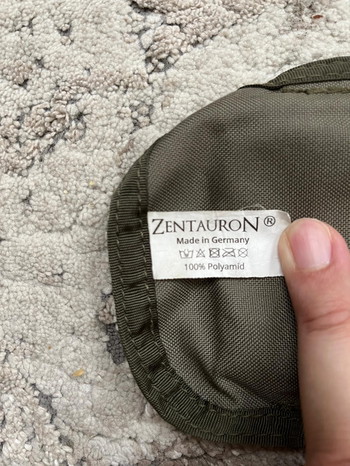 ZENTAURON®
Made in Germany
100% Polyamid